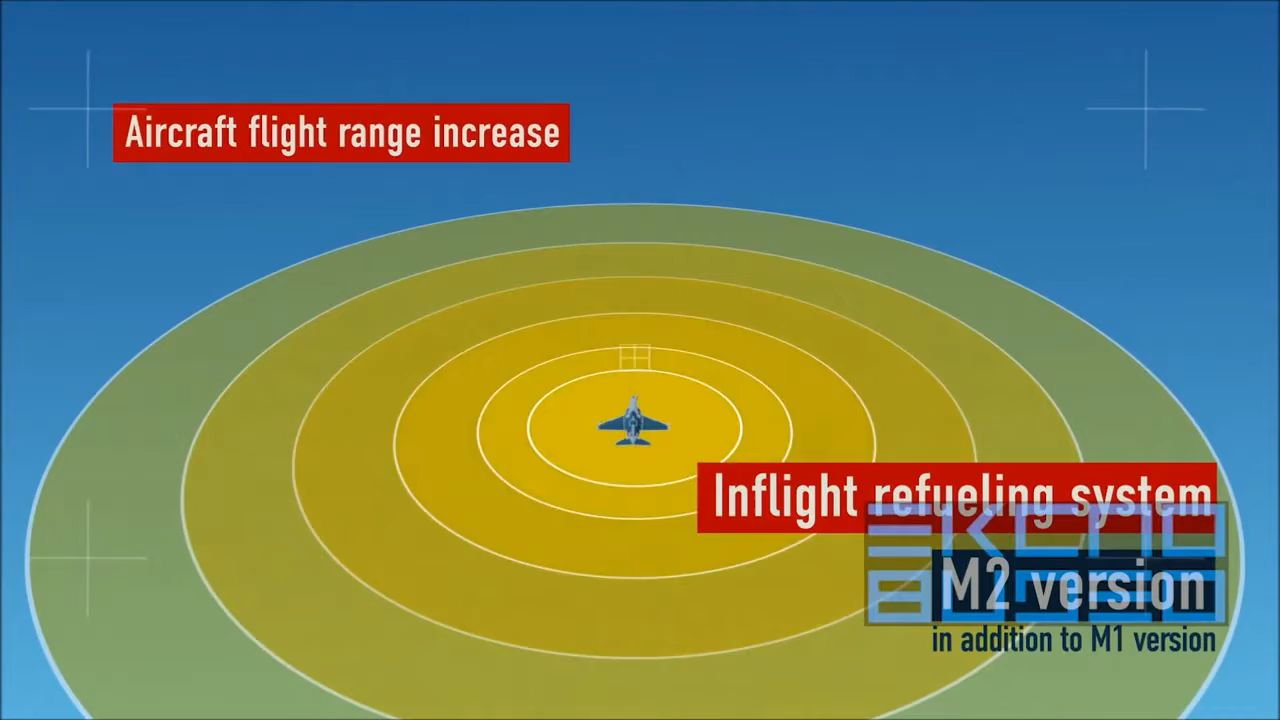 Aircraft flight range increase
Inflight refueling system
M2 version
in addition to M1 version